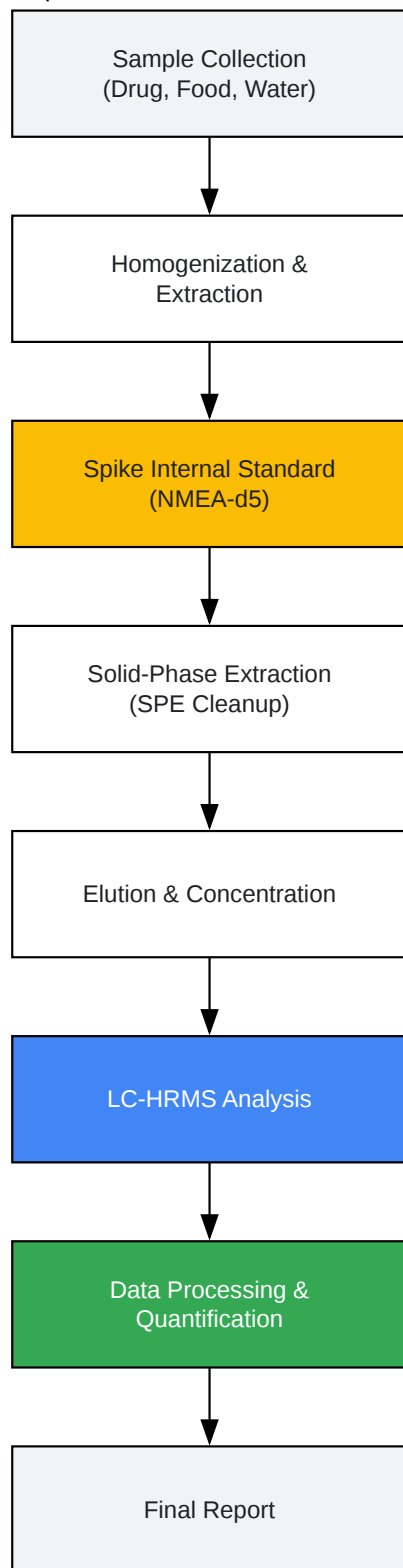 Sample Collection
(Drug, Food, Water)
Homogenization &
Extraction
Spike Internal Standard
(NMEA-d5)
Solid-Phase Extraction
(SPE Cleanup)
Elution & Concentration
LC-HRMS Analysis
Data Processing &
Quantification
Final Report